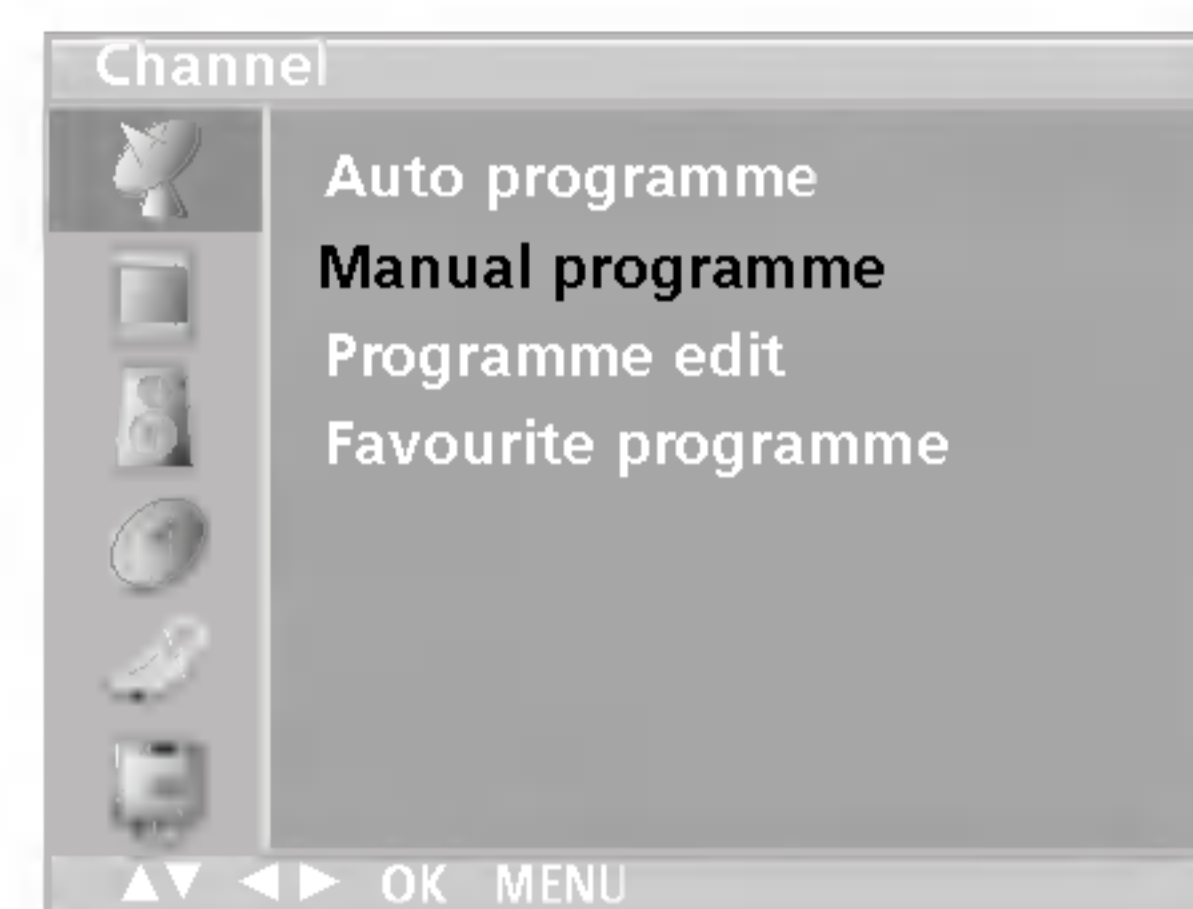 Channel
Auto programme
Manual programme
Programme edit
Favourite programme
▲▼ ◀▶ OK MENU